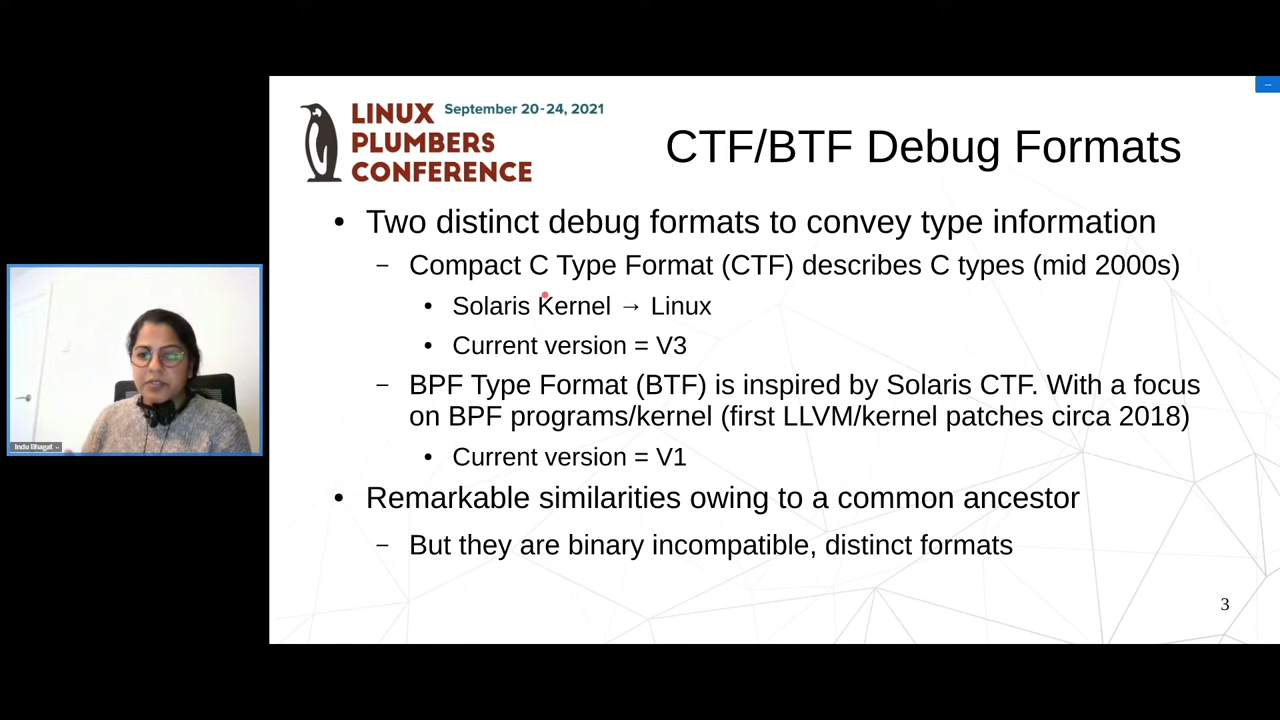 LINUX September 20-24, 2021
PLUMBERS
CONFERENCE
CTF/BTF Debug Formats
• Two distinct debug formats to convey type information
– Compact C Type Format (CTF) describes C types (mid 2000s)
• Solaris Kernel → Linux
• Current version = V3
– BPF Type Format (BTF) is inspired by Solaris CTF. With a focus
on BPF programs/kernel (first LLVM/kernel patches circa 2018)
• Current version = V1
• Remarkable similarities owing to a common ancestor
– But they are binary incompatible, distinct formats
3
Indu Bhagat